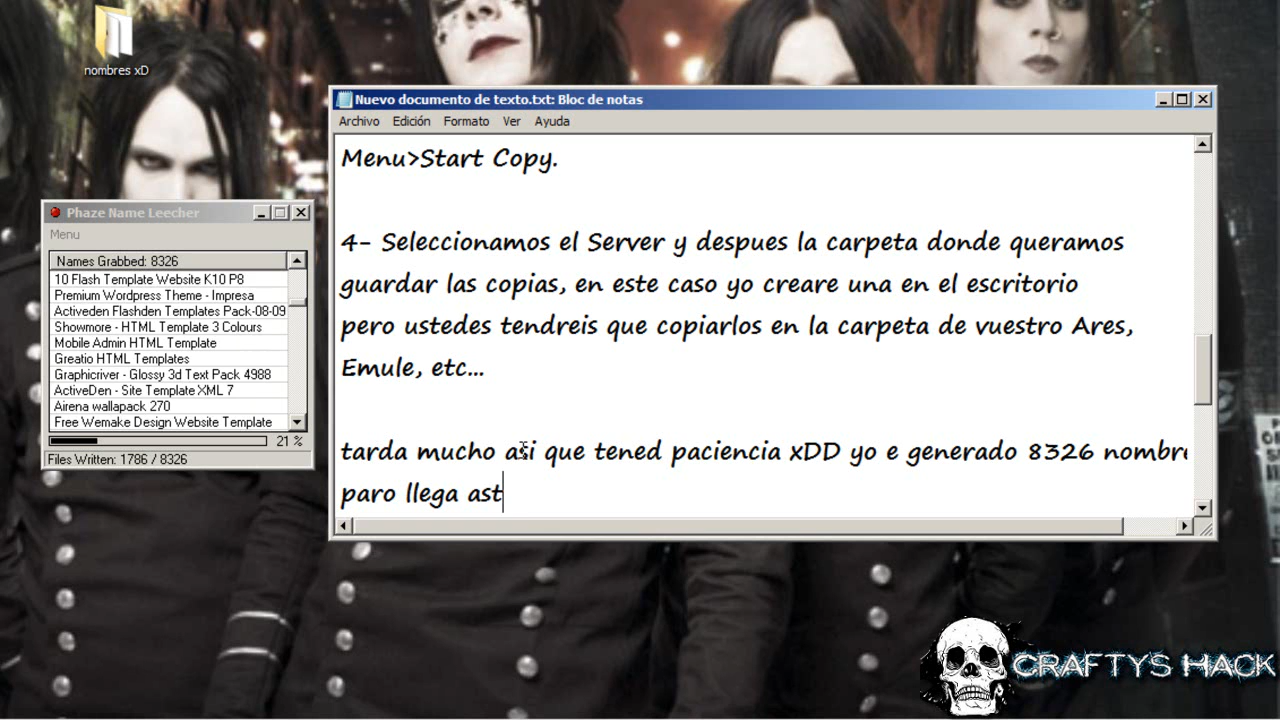 nombres xD
Nuevo documento de texto.txt: Bloc de notas
Archivo Edición Formato Ver Ayuda
Menu>Start Copy.
4- Seleccionamos el Server y despues la carpeta donde queramos
guardar las copias, en este caso yo creare una en el escritorio
pero ustedes tendreis que copiarlos en la carpeta de vuestro Ares,
Emule, etc...
tarda mucho asi que tened paciencia xDD yo e generado 8326 nombre
paro llega ast
Phaze Name Leecher
Menu
Names Grabbed: 8326
10 Flash Template Website K10 P8
Premium Wordpress Theme - Impresa
Activeden Flashden Templates Pack-08-09
Showmore - HTML Template 3 Colours
Mobile Admin HTML Template
Greatio HTML Templates
Graphicriver - Glossy 3d Text Pack 4988
ActiveDen - Site Template XML 7
Airena wallapack 270
Free Wemake Design Website Template
21 %
Files Written: 1786 / 8326
CRAFTYS HACK